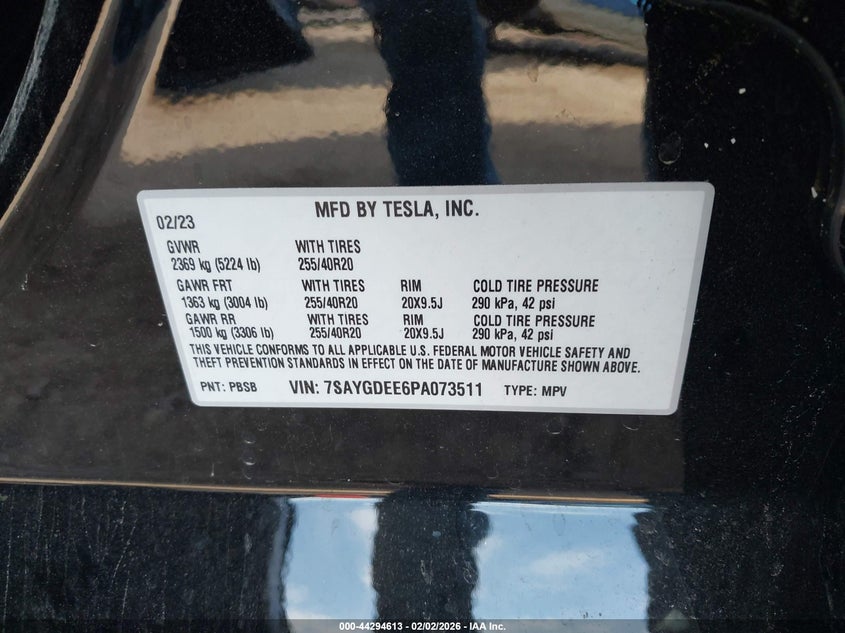 02/23 MFD BY TESLA, INC.
GVWR WITH TIRES
2369 kg (5224 lb) 255/40R20
GAWR FRT WITH TIRES RIM COLD TIRE PRESSURE
1363 kg (3004 lb) 255/40R20 20X9.5J 290 kPa, 42 psi
GAWR RR WITH TIRES RIM COLD TIRE PRESSURE
1500 kg (3306 lb) 255/40R20 20X9.5J 290 kPa, 42 psi
THIS VEHICLE CONFORMS TO ALL APPLICABLE U.S. FEDERAL MOTOR VEHICLE SAFETY AND
THEFT PREVENTION STANDARDS IN EFFECT ON THE DATE OF MANUFACTURE SHOWN ABOVE.
PNT: PBSB VIN: 7SAYGDEE6PA073511 TYPE: MPV
000-44294613 - 02/02/2026 - IAA Inc.